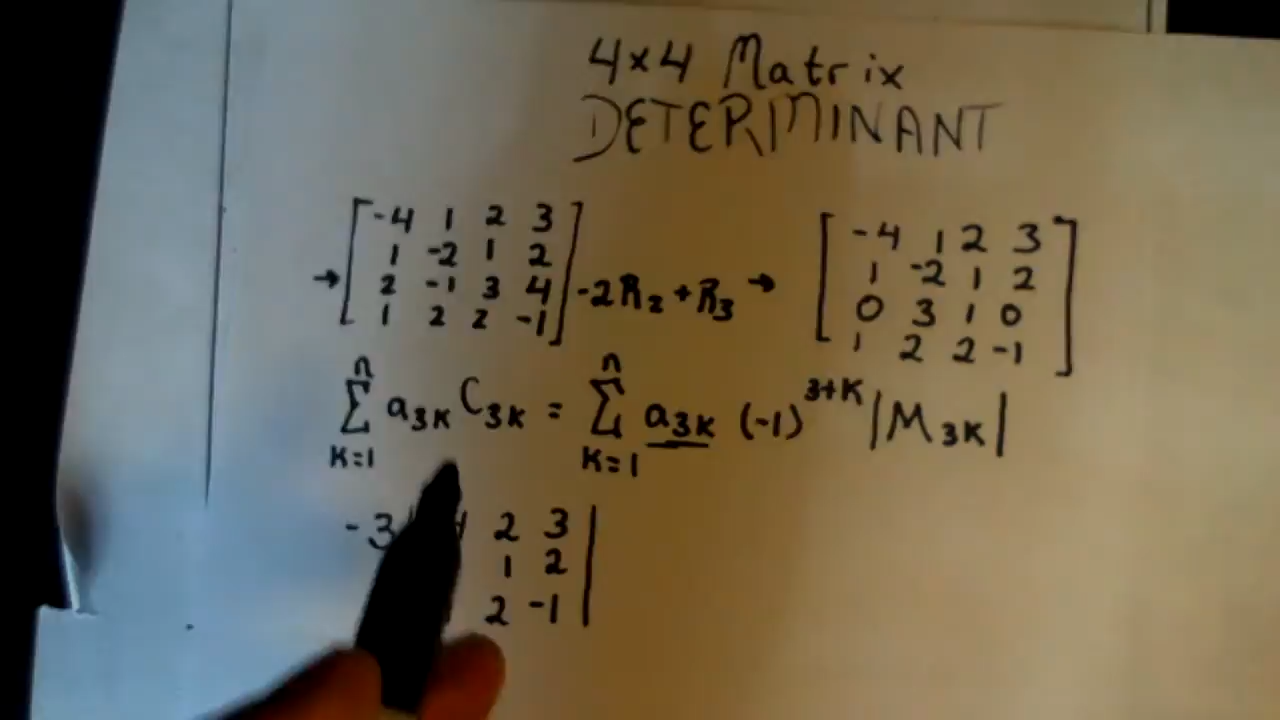 4×4 Matrix
DETERMINANT
→ [ -4 1 2 3 ] [ -4 1 2 3 ]
1 -2 1 2 1 -2 1 2
2 -1 3 4 -2R₂ + R₃ → 0 3 1 0
1 2 2 -1 1 2 2 -1
n n
∑ a₃ₖ C₃ₖ = ∑ a₃ₖ (-1)³⁺ᴷ |M₃ₖ|
K=1 K=1
-3 2 3 |
1 2
2 -1